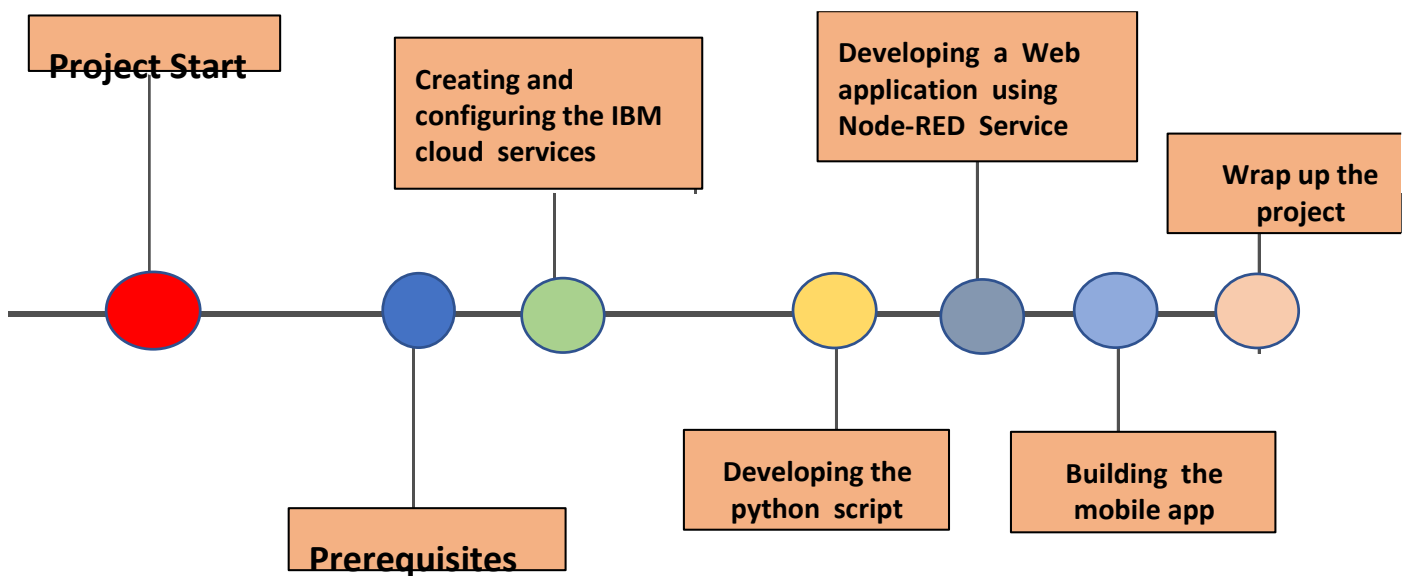 Project Start
Prerequisites
Creating and
configuring the IBM
cloud services
Developing the
python script
Developing a Web
application using
Node-RED Service
Building the
mobile app
Wrap up the
project